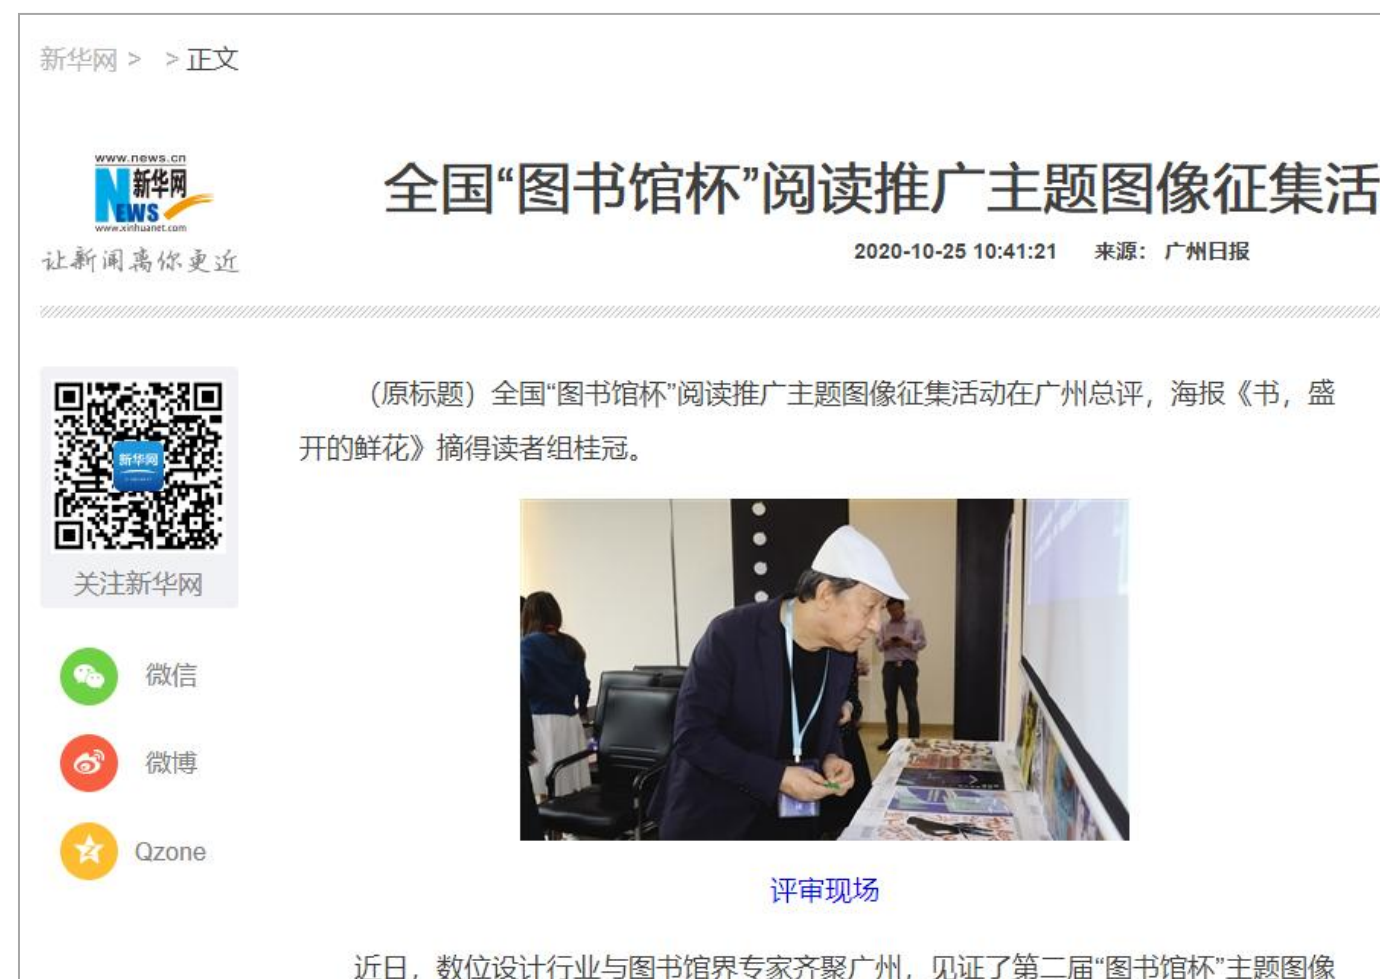 新华网 >   > 正文
www.news.cn
新华网
NEWS
www.xinhuanet.com
让新闻离你更近
全国“图书馆杯”阅读推广主题图像征集活
2020-10-25 10:41:21 来源： 广州日报
（原标题）全国“图书馆杯”阅读推广主题图像征集活动在广州总评，海报《书，盛
开的鲜花》摘得读者组桂冠。
新华网
关注新华网
微信
微博
Qzone
评审现场
近日，数位设计行业与图书馆界专家齐聚广州，见证了第二届“图书馆杯”主题图像